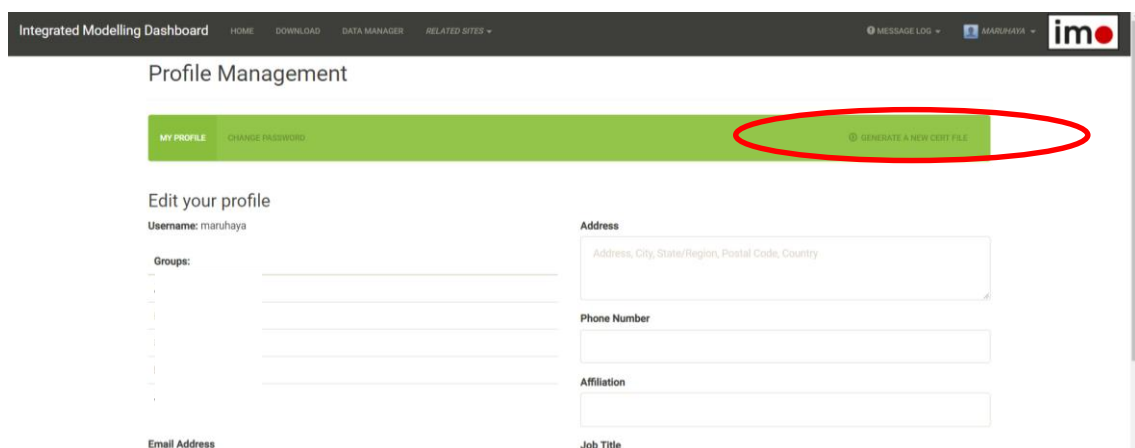 Integrated Modelling Dashboard HOME DOWNLOAD DATA MANAGER RELATED SITES MESSAGE LOG MARUHAYA imo
Profile Management
MY PROFILE CHANGE PASSWORD GENERATE A NEW CERT FILE
Edit your profile
Username: maruhaya
Groups:
Email Address
Address
Address, City, State/Region, Postal Code, Country
Phone Number
Affiliation
Job Title